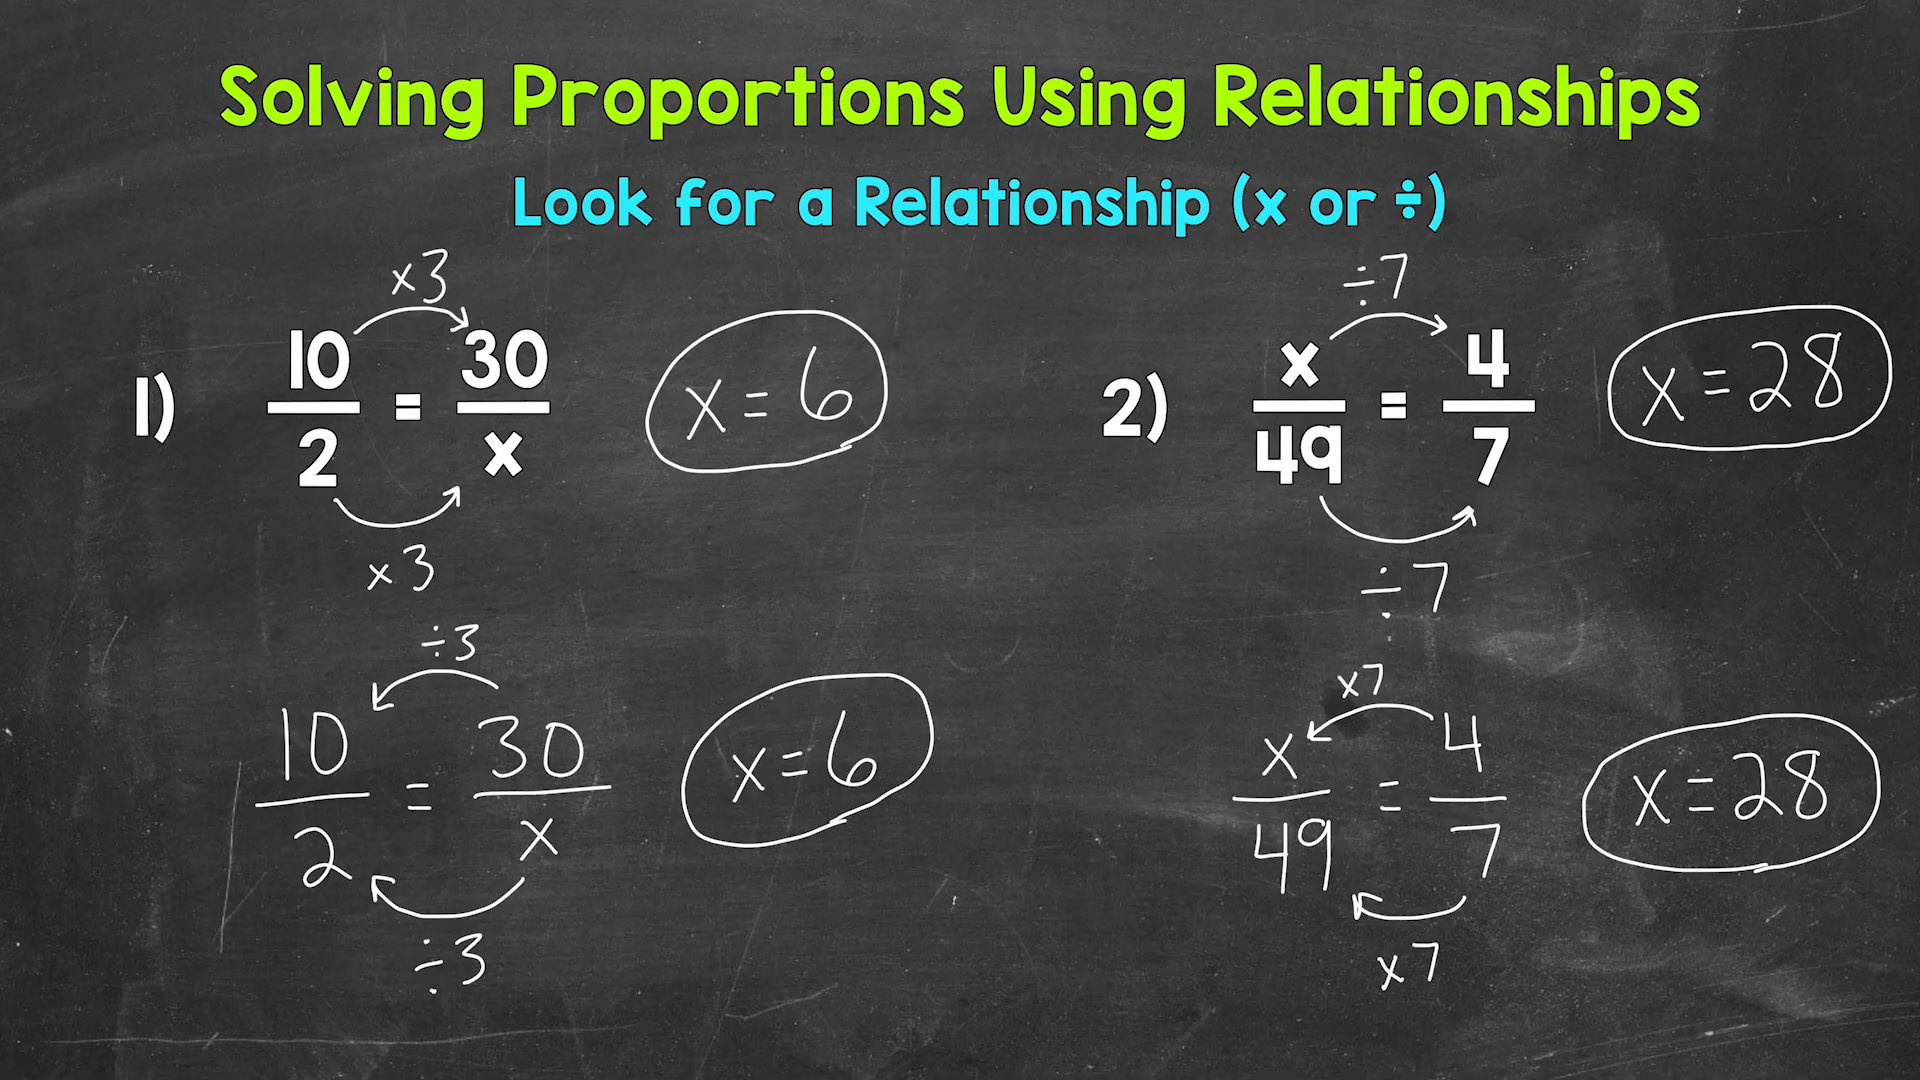 Solving Proportions Using Relationships
Look for a Relationship (x or ÷)
x3
1) 10/2 = 30/x
x = 6
x3
÷3
10/2 = 30/x
x = 6
÷3
÷7
2) x/49 = 4/7
x = 28
÷7
x7
x/49 = 4/7
x = 28
x7